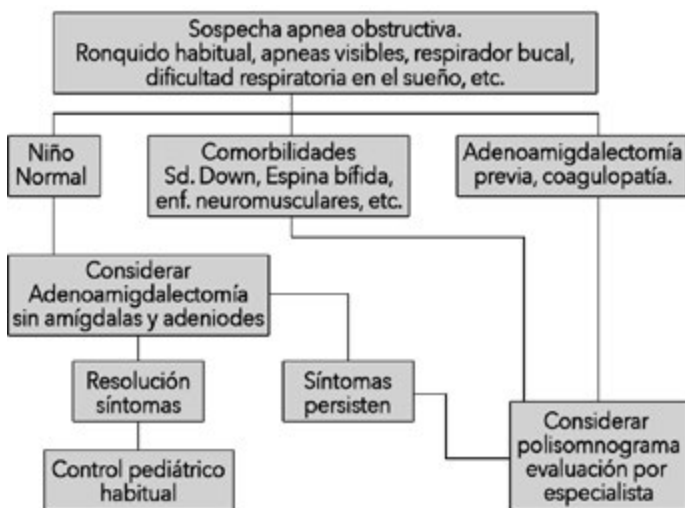 Sospecha apnea obstructiva.
Ronquido habitual, apneas visibles, respirador bucal,
dificultad respiratoria en el sueño, etc.
Niño
Normal
Comorbilidades
Sd. Down, Espina bífida,
enf. neuromusculares, etc.
Adenoamigdalectomía
previa, coagulopatía.
Considerar
Adenoamigdalectomía
sin amígdalas y adeniodes
Resolución
síntomas
Síntomas
persisten
Considerar
polisomnograma
evaluación por
especialista
Control pediátrico
habitual